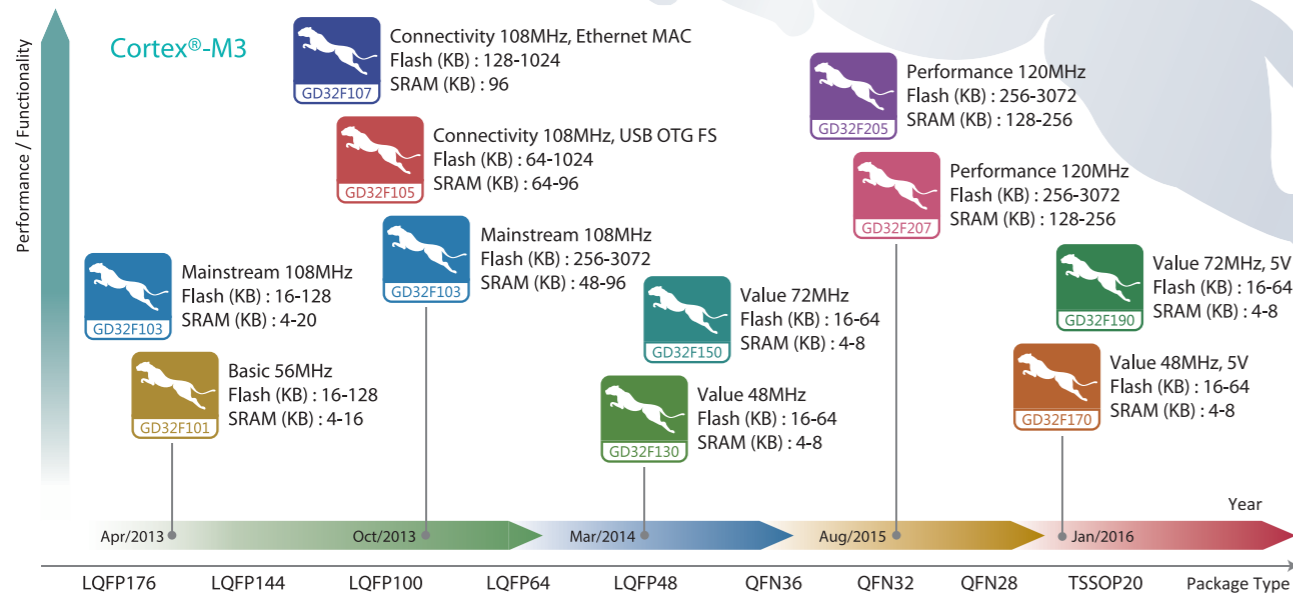 Performance / Functionality
Cortex®-M3
GD32F107
Connectivity 108MHz, Ethernet MAC
Flash (KB) : 128-1024
SRAM (KB) : 96
GD32F105
Connectivity 108MHz, USB OTG FS
Flash (KB) : 64-1024
SRAM (KB) : 64-96
GD32F103
Mainstream 108MHz
Flash (KB) : 256-3072
SRAM (KB) : 48-96
GD32F103
Mainstream 108MHz
Flash (KB) : 16-128
SRAM (KB) : 4-20
GD32F101
Basic 56MHz
Flash (KB) : 16-128
SRAM (KB) : 4-16
GD32F150
Value 72MHz
Flash (KB) : 16-64
SRAM (KB) : 4-8
GD32F130
Value 48MHz
Flash (KB) : 16-64
SRAM (KB) : 4-8
GD32F205
Performance 120MHz
Flash (KB) : 256-3072
SRAM (KB) : 128-256
GD32F207
Performance 120MHz
Flash (KB) : 256-3072
SRAM (KB) : 128-256
GD32F190
Value 72MHz, 5V
Flash (KB) : 16-64
SRAM (KB) : 4-8
GD32F170
Value 48MHz, 5V
Flash (KB) : 16-64
SRAM (KB) : 4-8
Year
Apr/2013
Oct/2013
Mar/2014
Aug/2015
Jan/2016
LQFP176
LQFP144
LQFP100
LQFP64
LQFP48
QFN36
QFN32
QFN28
TSSOP20
Package Type